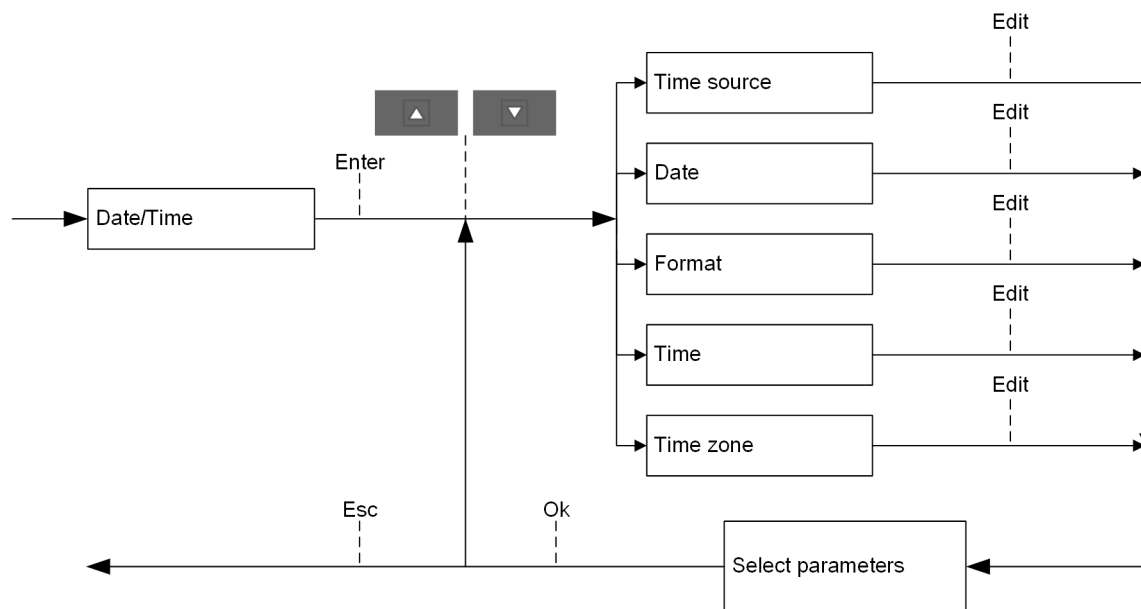 Edit
Time source
Edit
Enter
Date
Date/Time
Edit
Format
Edit
Time
Edit
Time zone
Esc
Ok
Select parameters